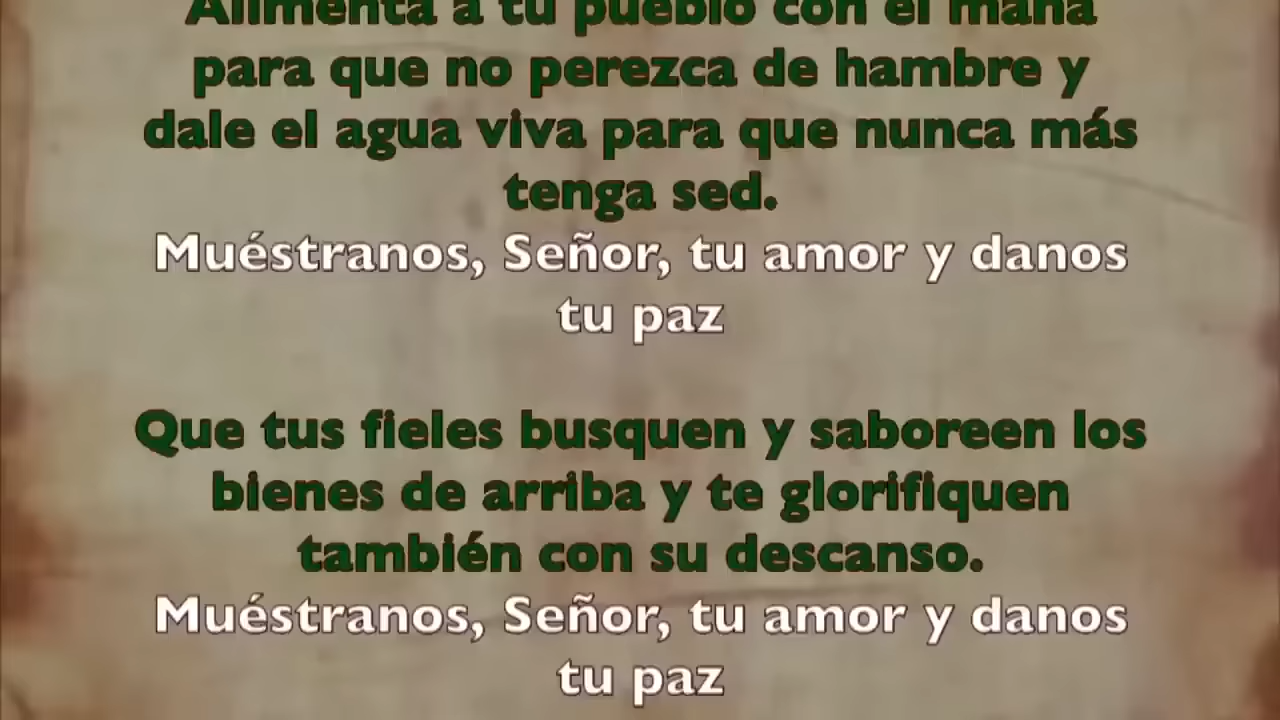 Alimenta a tu pueblo con el maná
para que no perezca de hambre y
dale el agua viva para que nunca más
tenga sed.
Muéstranos, Señor, tu amor y danos
tu paz
Que tus fieles busquen y saboreen los
bienes de arriba y te glorifiquen
también con su descanso.
Muéstranos, Señor, tu amor y danos
tu paz